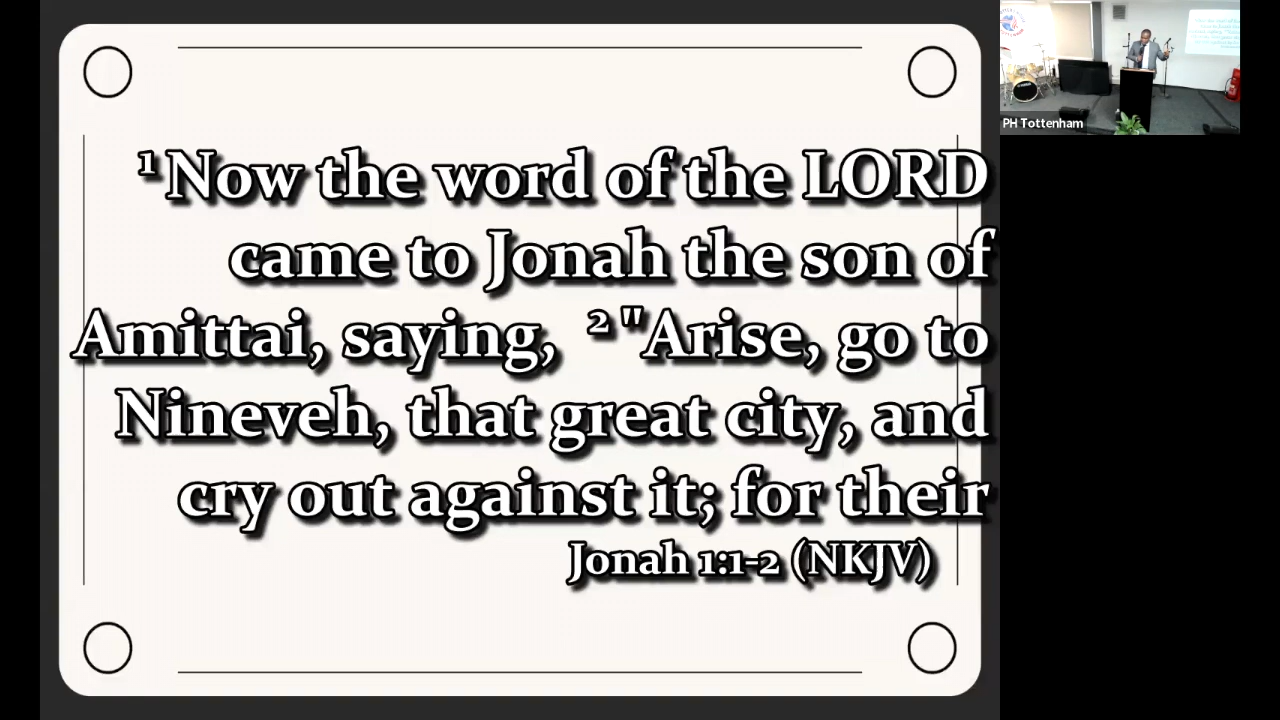 ¹Now the word of the LORD
came to Jonah the son of
Amittai, saying, ²"Arise, go to
Nineveh, that great city, and
cry out against it; for their
Jonah 1:1-2 (NKJV)
PH Tottenham